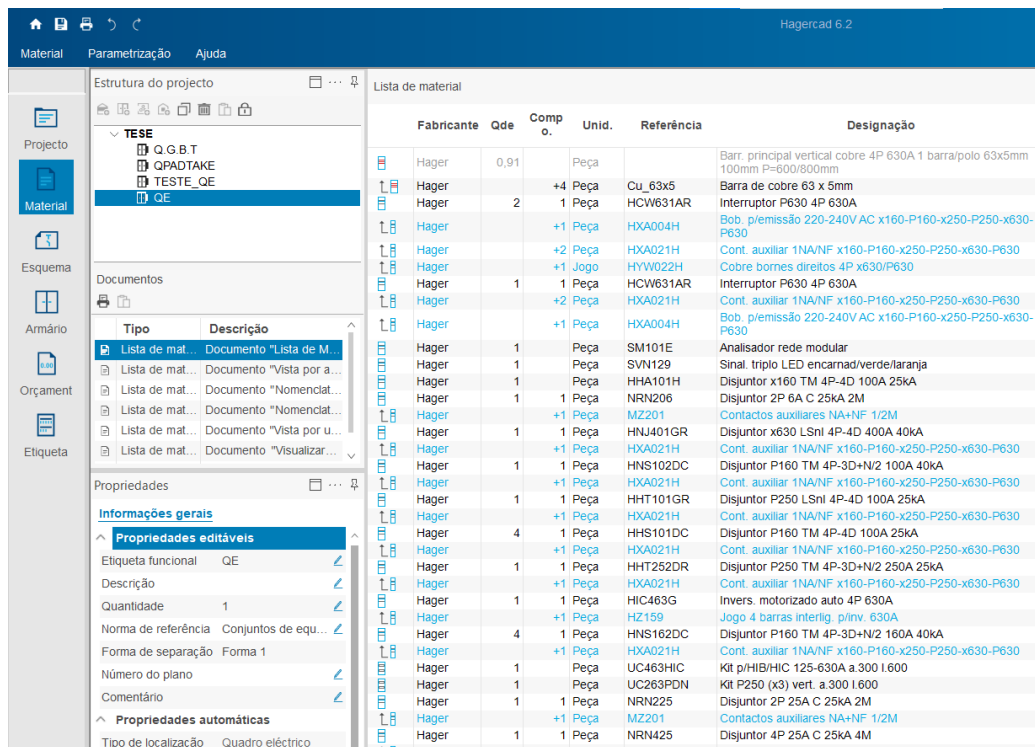 Hagercad 6.2
Material Parametrização Ajuda
Projecto
Material
Esquema
Armário
Orçament
Etiqueta
Estrutura do projecto
TESE
Q.G.B.T
QPADTAKE
TESTE_QE
QE
Documentos
Tipo Descrição
Lista de mat... Documento "Lista de M...
Lista de mat... Documento "Vista por a...
Lista de mat... Documento "Nomenclat...
Lista de mat... Documento "Nomenclat...
Lista de mat... Documento "Vista por u...
Lista de mat... Documento "Visualizar...
Propriedades
Informações gerais
Propriedades editáveis
Etiqueta funcional QE
Descrição
Quantidade 1
Norma de referência Conjuntos de equ...
Forma de separação Forma 1
Número do plano
Comentário
Propriedades automáticas
Tipo de localização Quadro eléctrico
Lista de material
Fabricante Qde Comp o. Unid. Referência Designação
Hager 0,91 Peça Barr. principal vertical cobre 4P 630A 1 barra/polo 63x5mm
100mm P=600/800mm
Hager +4 Peça Cu_63x5 Barra de cobre 63 x 5mm
Hager 2 1 Peça HCW631AR Interruptor P630 4P 630A
Hager +1 Peça HXA004H Bob. p/emissão 220-240V AC x160-P160-x250-P250-x630-
P630
Hager +2 Peça HXA021H Cont. auxiliar 1NA/NF x160-P160-x250-P250-x630-P630
Hager +1 Jogo HYW022H Cobre bornes direitos 4P x630/P630
Hager 1 1 Peça HCW631AR Interruptor P630 4P 630A
Hager +2 Peça HXA021H Cont. auxiliar 1NA/NF x160-P160-x250-P250-x630-P630
Hager +1 Peça HXA004H Bob. p/emissão 220-240V AC x160-P160-x250-P250-x630-
P630
Hager 1 Peça SM101E Analisador rede modular
Hager 1 Peça SVN129 Sinal. triplo LED encarnad/verde/laranja
Hager 1 Peça HHA101H Disjuntor x160 TM 4P-4D 100A 25kA
Hager 1 1 Peça NRN206 Disjuntor 2P 6A C 25kA 2M
Hager +1 Peça MZ201 Contactos auxiliares NA+NF 1/2M
Hager 1 1 Peça HNJ401GR Disjuntor x630 LSnI 4P-4D 400A 40kA
Hager +1 Peça HXA021H Cont. auxiliar 1NA/NF x160-P160-x250-P250-x630-P630
Hager 1 1 Peça HNS102DC Disjuntor P160 TM 4P-3D+N/2 100A 40kA
Hager +1 Peça HXA021H Cont. auxiliar 1NA/NF x160-P160-x250-P250-x630-P630
Hager 1 1 Peça HHT101GR Disjuntor P250 LSnI 4P-4D 100A 25kA
Hager +1 Peça HXA021H Cont. auxiliar 1NA/NF x160-P160-x250-P250-x630-P630
Hager 4 1 Peça HHS101DC Disjuntor P160 TM 4P-4D 100A 25kA
Hager +1 Peça HXA021H Cont. auxiliar 1NA/NF x160-P160-x250-P250-x630-P630
Hager 1 1 Peça HHT252DR Disjuntor P250 TM 4P-3D+N/2 250A 25kA
Hager +1 Peça HXA021H Cont. auxiliar 1NA/NF x160-P160-x250-P250-x630-P630
Hager 1 1 Peça HIC463G Invers. motorizado auto 4P 630A
Hager +1 Peça HZ159 Jogo 4 barras interlig. p/inv. 630A
Hager 4 1 Peça HNS162DC Disjuntor P160 TM 4P-3D+N/2 160A 40kA
Hager +1 Peça HXA021H Cont. auxiliar 1NA/NF x160-P160-x250-P250-x630-P630
Hager 1 Peça UC463HIC Kit p/HIB/HIC 125-630A a.300 l.600
Hager 1 Peça UC263PDN Kit P250 (x3) vert. a.300 l.600
Hager 1 1 Peça NRN225 Disjuntor 2P 25A C 25kA 2M
Hager +1 Peça MZ201 Contactos auxiliares NA+NF 1/2M
Hager 1 1 Peça NRN425 Disjuntor 4P 25A C 25kA 4M